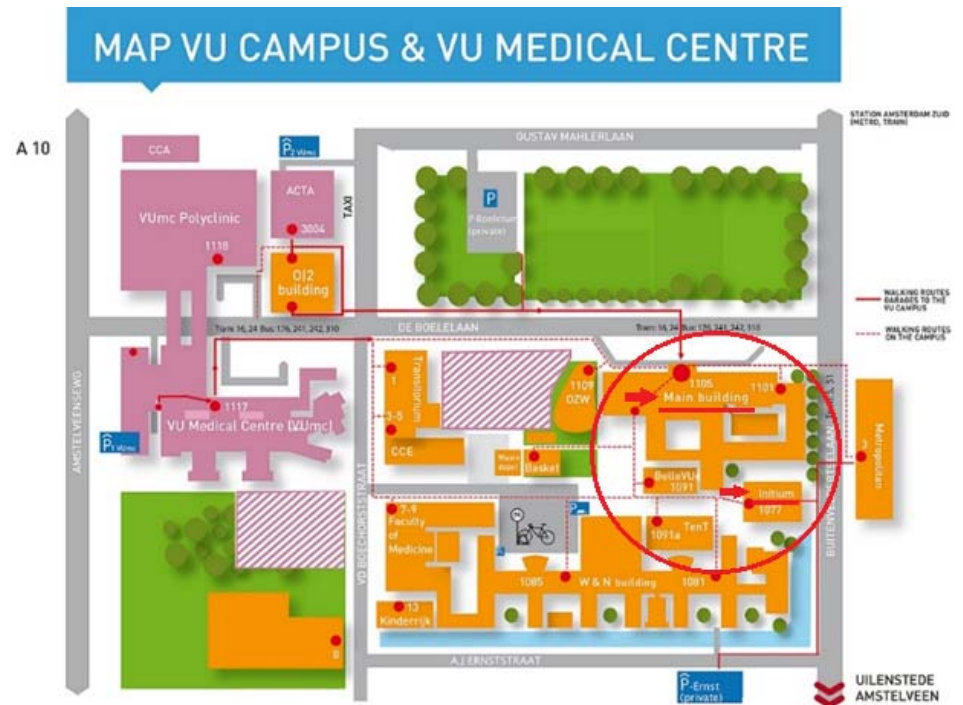 MAP VU CAMPUS & VU MEDICAL CENTRE
STATION AMSTERDAM ZUID
(METRO, TRAIN)
A 10
GUSTAV MAHLERLAAN
CCA
P2 VUmc
ACTA
TAXI
P
P-Boelelum
(private)
VUmc Polyclinic
3004
1118
O|2
building
WALKING ROUTES
GARAGES TO THE
VU CAMPUS
WALKING ROUTES
ON THE CAMPUS
Tram 16, 24 Bus: 176, 241, 242, 310
DE BOELELAAN
Tram: 16, 24 Bus: 176, 241, 242, 310
AMSTELVEENSEWG
1
Transitorium
3-5
CCE
1109
OZW
1105
Main building
1101
1117
VU Medical Centre (VUmc)
P1 VUmc
Basket
BelleVUe
1091
Initium
1077
3
Metropolitan
VD BOECHORSTSTRAAT
7-9
Faculty
of
Medicine
TenT
1091a
1085
W & N building
1081
13
Kinderrijk
8
A.J ERNSTSTRAAT
P-Ernst
(private)
UILENSTEDE
AMSTELVEEN